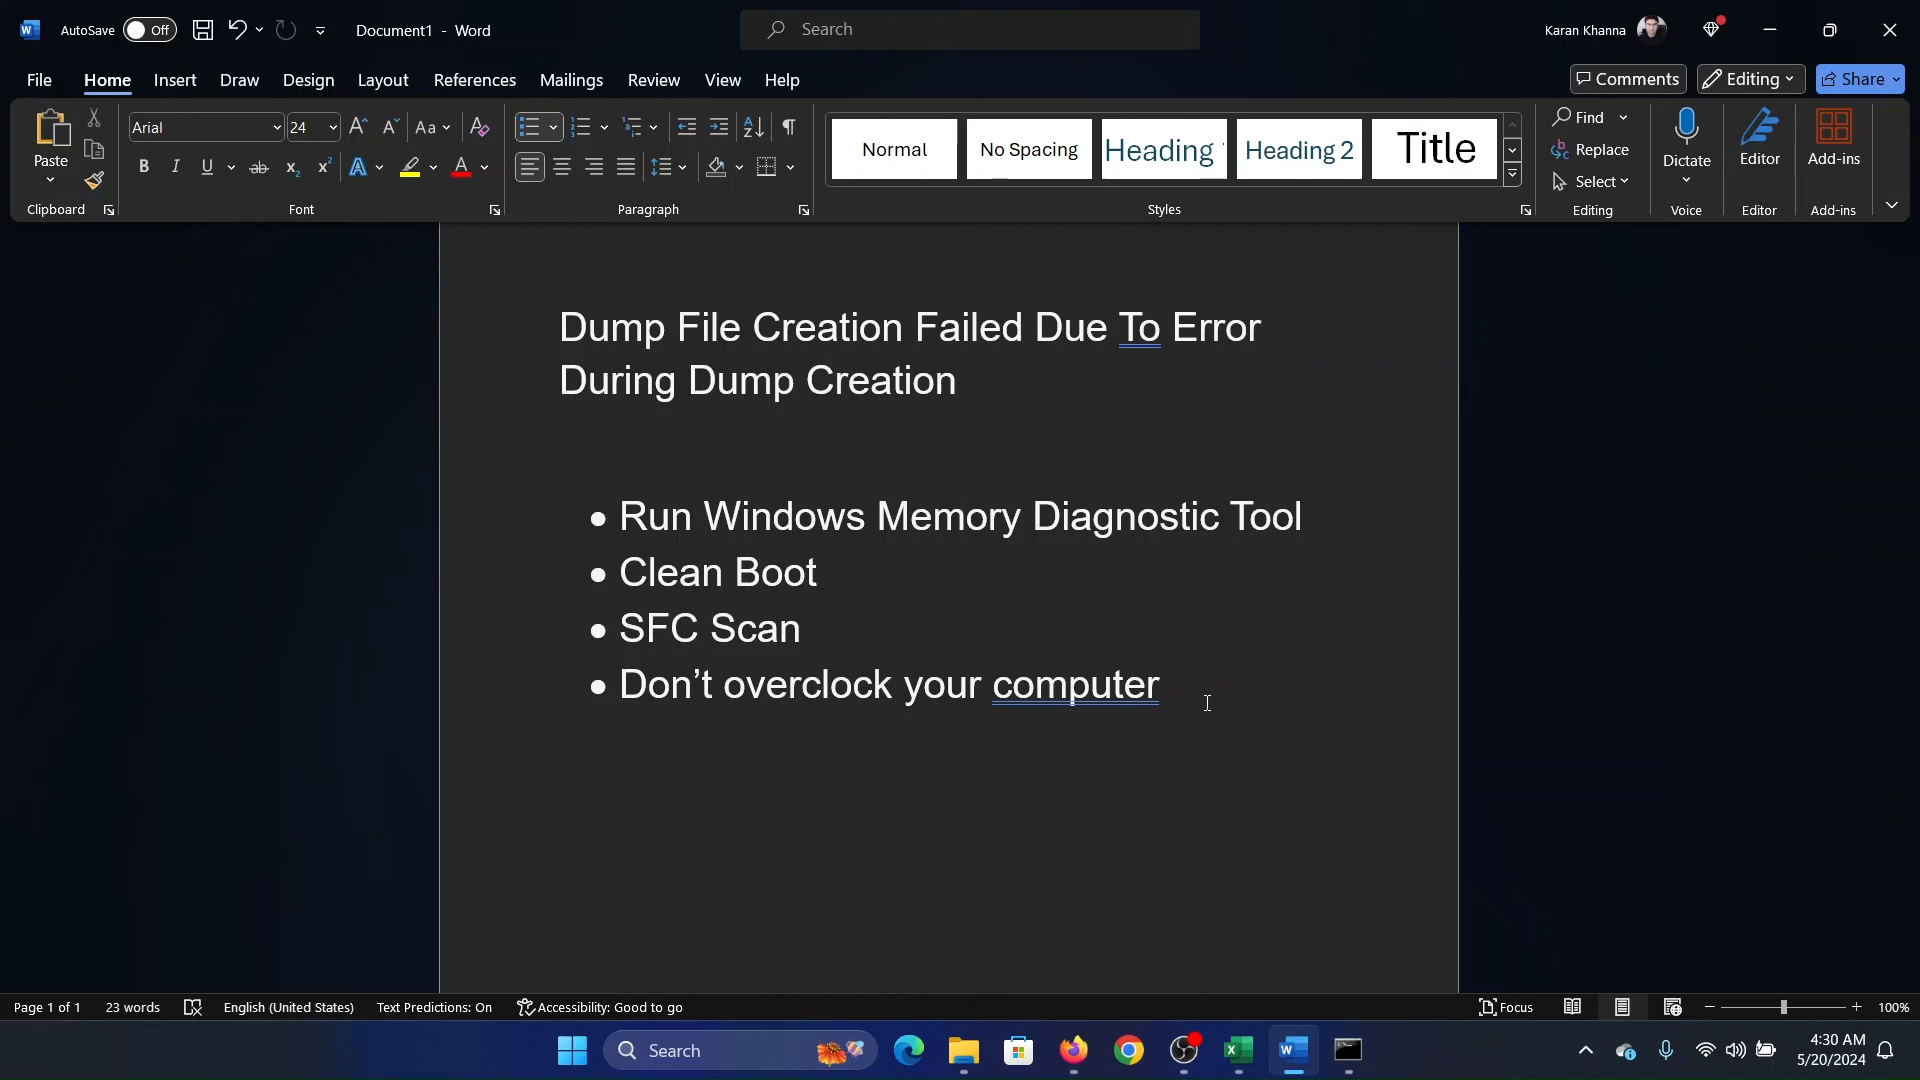 AutoSave Off Document1 - Word Search Karan Khanna
File Home Insert Draw Design Layout References Mailings Review View Help Comments Editing Share
Arial 24 Aa Normal No Spacing Heading 1 Heading 2 Title Find
Paste Replace Dictate Editor Add-ins
Select
Clipboard Font Paragraph Styles Editing Voice Editor Add-ins
Dump File Creation Failed Due To Error
During Dump Creation
• Run Windows Memory Diagnostic Tool
• Clean Boot
• SFC Scan
• Don’t overclock your computer
Page 1 of 1 23 words English (United States) Text Predictions: On Accessibility: Good to go Focus 100%
Search 4:30 AM
5/20/2024